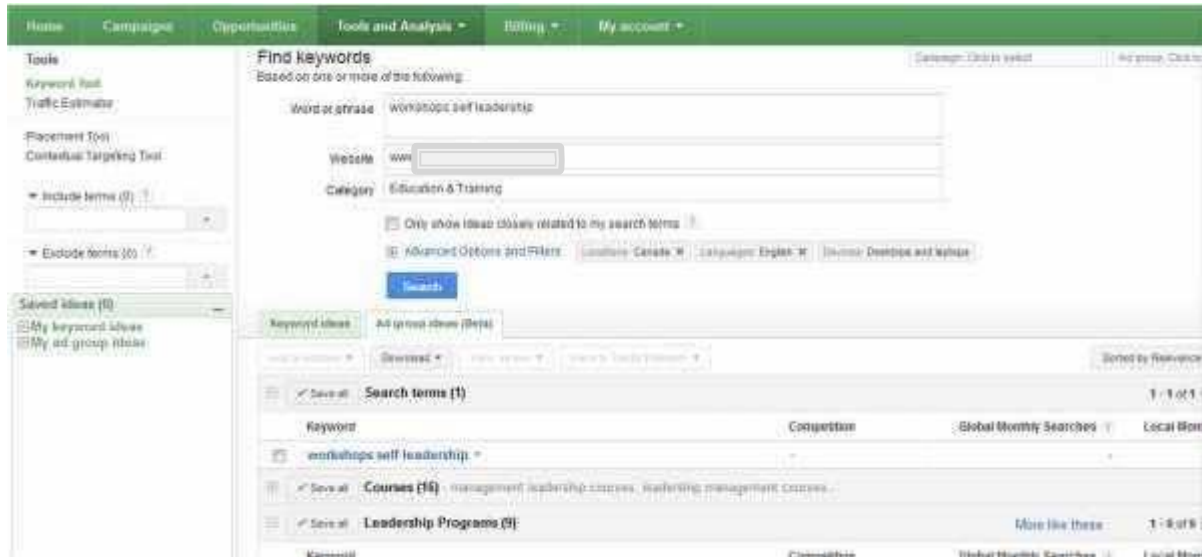 Home Campaigns Opportunities Tools and Analysis Billing My account
Tools
Keyword Tool
Traffic Estimator
Placement Tool
Contextual Targeting Tool
Include terms (0) ?
Exclude terms (0) ?
Saved ideas (0)
My keyword ideas
My ad group ideas
Find keywords
Based on one or more of the following:
Word or phrase workshops self leadership
Website www
Category Education & Training
Only show ideas closely related to my search terms ?
Advanced Options and Filters Locations: Canada × Languages: English × Devices: Desktops and laptops
Search
Keyword ideas Ad group ideas (Beta)
Download
Sorted by Relevance
Save all Search terms (1) 1 - 1 of 1
Keyword Competition Global Monthly Searches ? Local Mon
workshops self leadership - -
Save all Courses (16) management leadership courses, leadership management courses...
Save all Leadership Programs (9) More like these
Keyword Competition Global Monthly Searches ? Local Mon